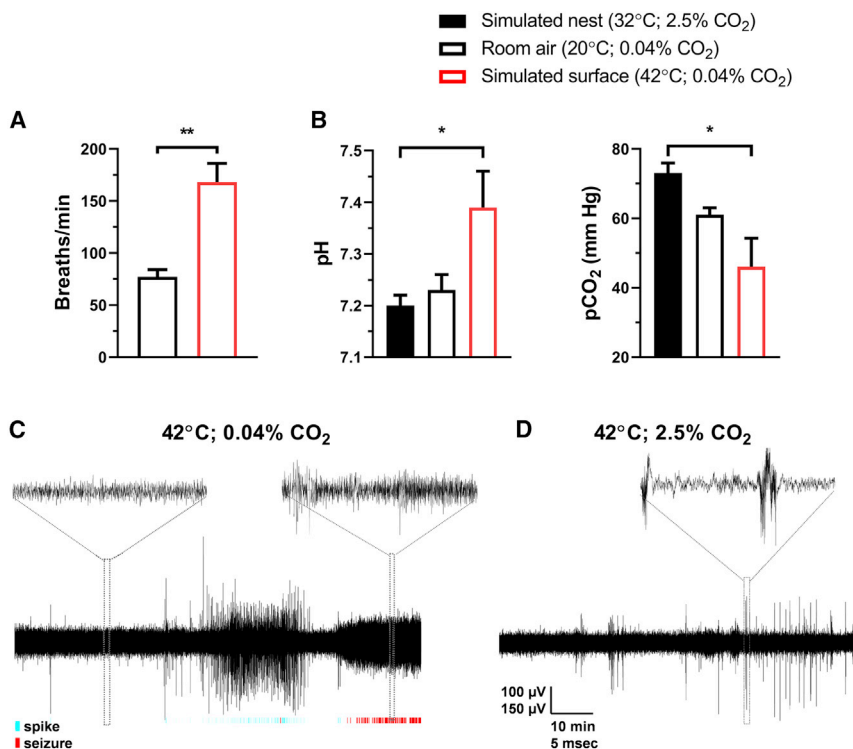 Simulated nest (32°C; 2.5% CO₂)
Room air (20°C; 0.04% CO₂)
Simulated surface (42°C; 0.04% CO₂)
A
B
**
*
*
200
150
100
50
0
Breaths/min
7.5
7.4
7.3
7.2
7.1
pH
80
60
40
20
pCO₂ (mm Hg)
C
42°C; 0.04% CO₂
D
42°C; 2.5% CO₂
spike
seizure
100 µV
150 µV
10 min
5 msec